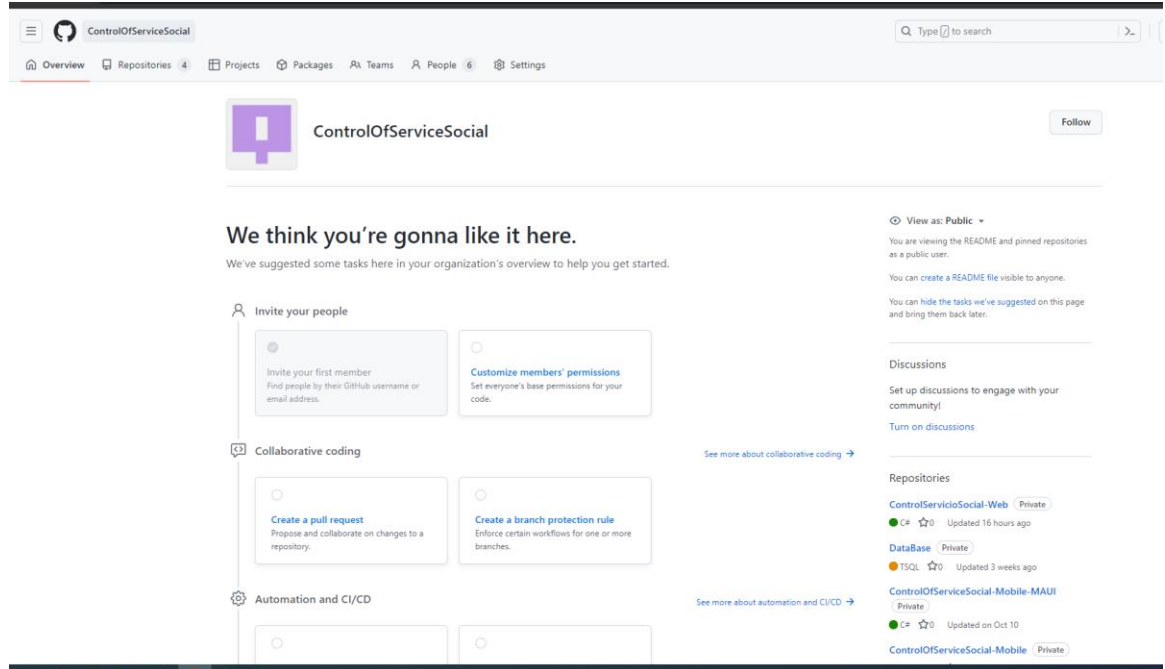 ControlOfServiceSocial
Type / to search
Overview
Repositories 4
Projects
Packages
Teams
People 6
Settings
ControlOfServiceSocial
Follow
We think you’re gonna like it here.
We've suggested some tasks here in your organization's overview to help you get started.
Invite your people
Invite your first member
Find people by their GitHub username or
email address.
Customize members' permissions
Set everyone's base permissions for your
code.
Collaborative coding
See more about collaborative coding →
Create a pull request
Propose and collaborate on changes to a
repository.
Create a branch protection rule
Enforce certain workflows for one or more
branches.
Automation and CI/CD
See more about automation and CI/CD →
View as: Public
You are viewing the README and pinned repositories
as a public user.
You can create a README file visible to anyone.
You can hide the tasks we've suggested on this page
and bring them back later.
Discussions
Set up discussions to engage with your
community!
Turn on discussions
Repositories
ControlServicioSocial-Web Private
C# 0 Updated 16 hours ago
DataBase Private
TSQL 0 Updated 3 weeks ago
ControlOfServiceSocial-Mobile-MAUI
Private
C# 0 Updated on Oct 10
ControlOfServiceSocial-Mobile Private